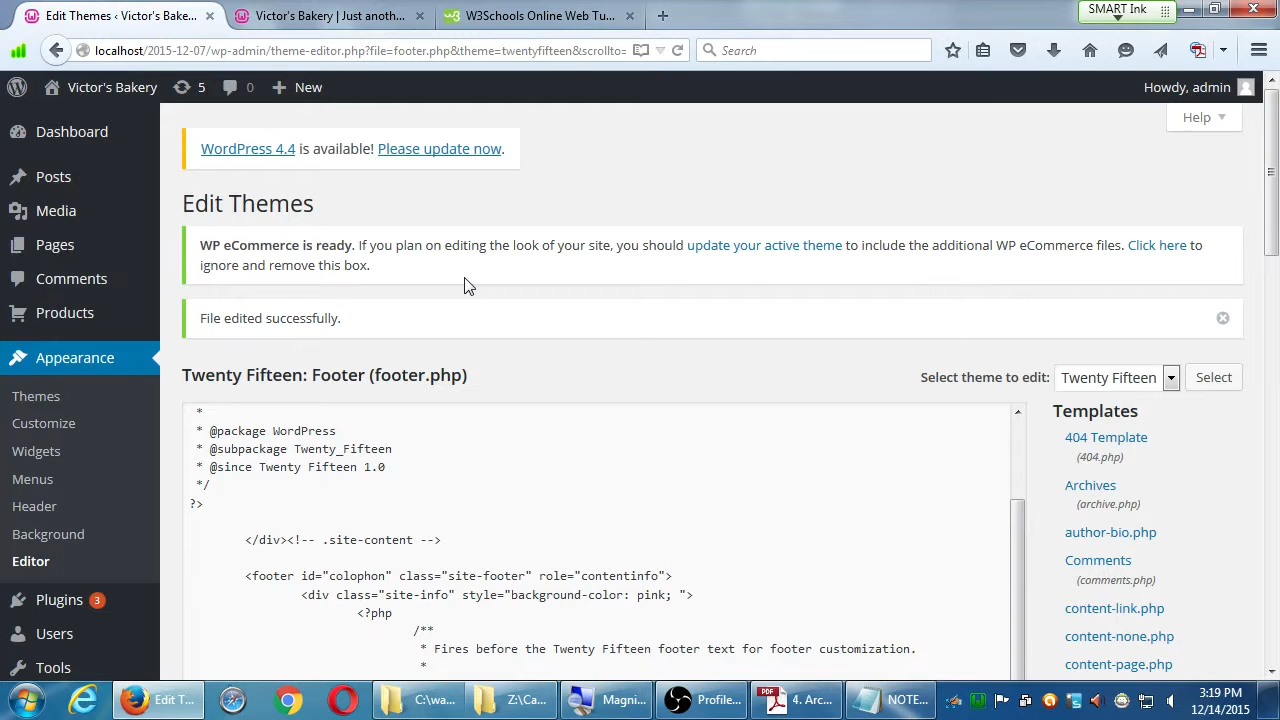 Edit Themes ‹ Victor's Bake... × Victor's Bakery | Just anoth... × W3Schools Online Web Tu... × +
SMART Ink
localhost/2015-12-07/wp-admin/theme-editor.php?file=footer.php&theme=twentyfifteen&scrollto=
Search
Victor's Bakery 5 0 + New Howdy, admin
Help
WordPress 4.4 is available! Please update now.
Edit Themes
WP eCommerce is ready. If you plan on editing the look of your site, you should update your active theme to include the additional WP eCommerce files. Click here to
ignore and remove this box.
File edited successfully.
Twenty Fifteen: Footer (footer.php)
Select theme to edit: Twenty Fifteen Select
Dashboard
Posts
Media
Pages
Comments
Products
Appearance
Themes
Customize
Widgets
Menus
Header
Background
Editor
Plugins 3
Users
Tools
*
* @package WordPress
* @subpackage Twenty_Fifteen
* @since Twenty Fifteen 1.0
*/
?>
</div><!-- .site-content -->
<footer id="colophon" class="site-footer" role="contentinfo">
<div class="site-info" style="background-color: pink; ">
<?php
/**
* Fires before the Twenty Fifteen footer text for footer customization.
*
Templates
404 Template
(404.php)
Archives
(archive.php)
author-bio.php
Comments
(comments.php)
content-link.php
content-none.php
content-page.php
Edit T... C:\wa... Z:\Ca... Magni... Profile... PDF 4. Arc... NOTE...
3:19 PM
12/14/2015